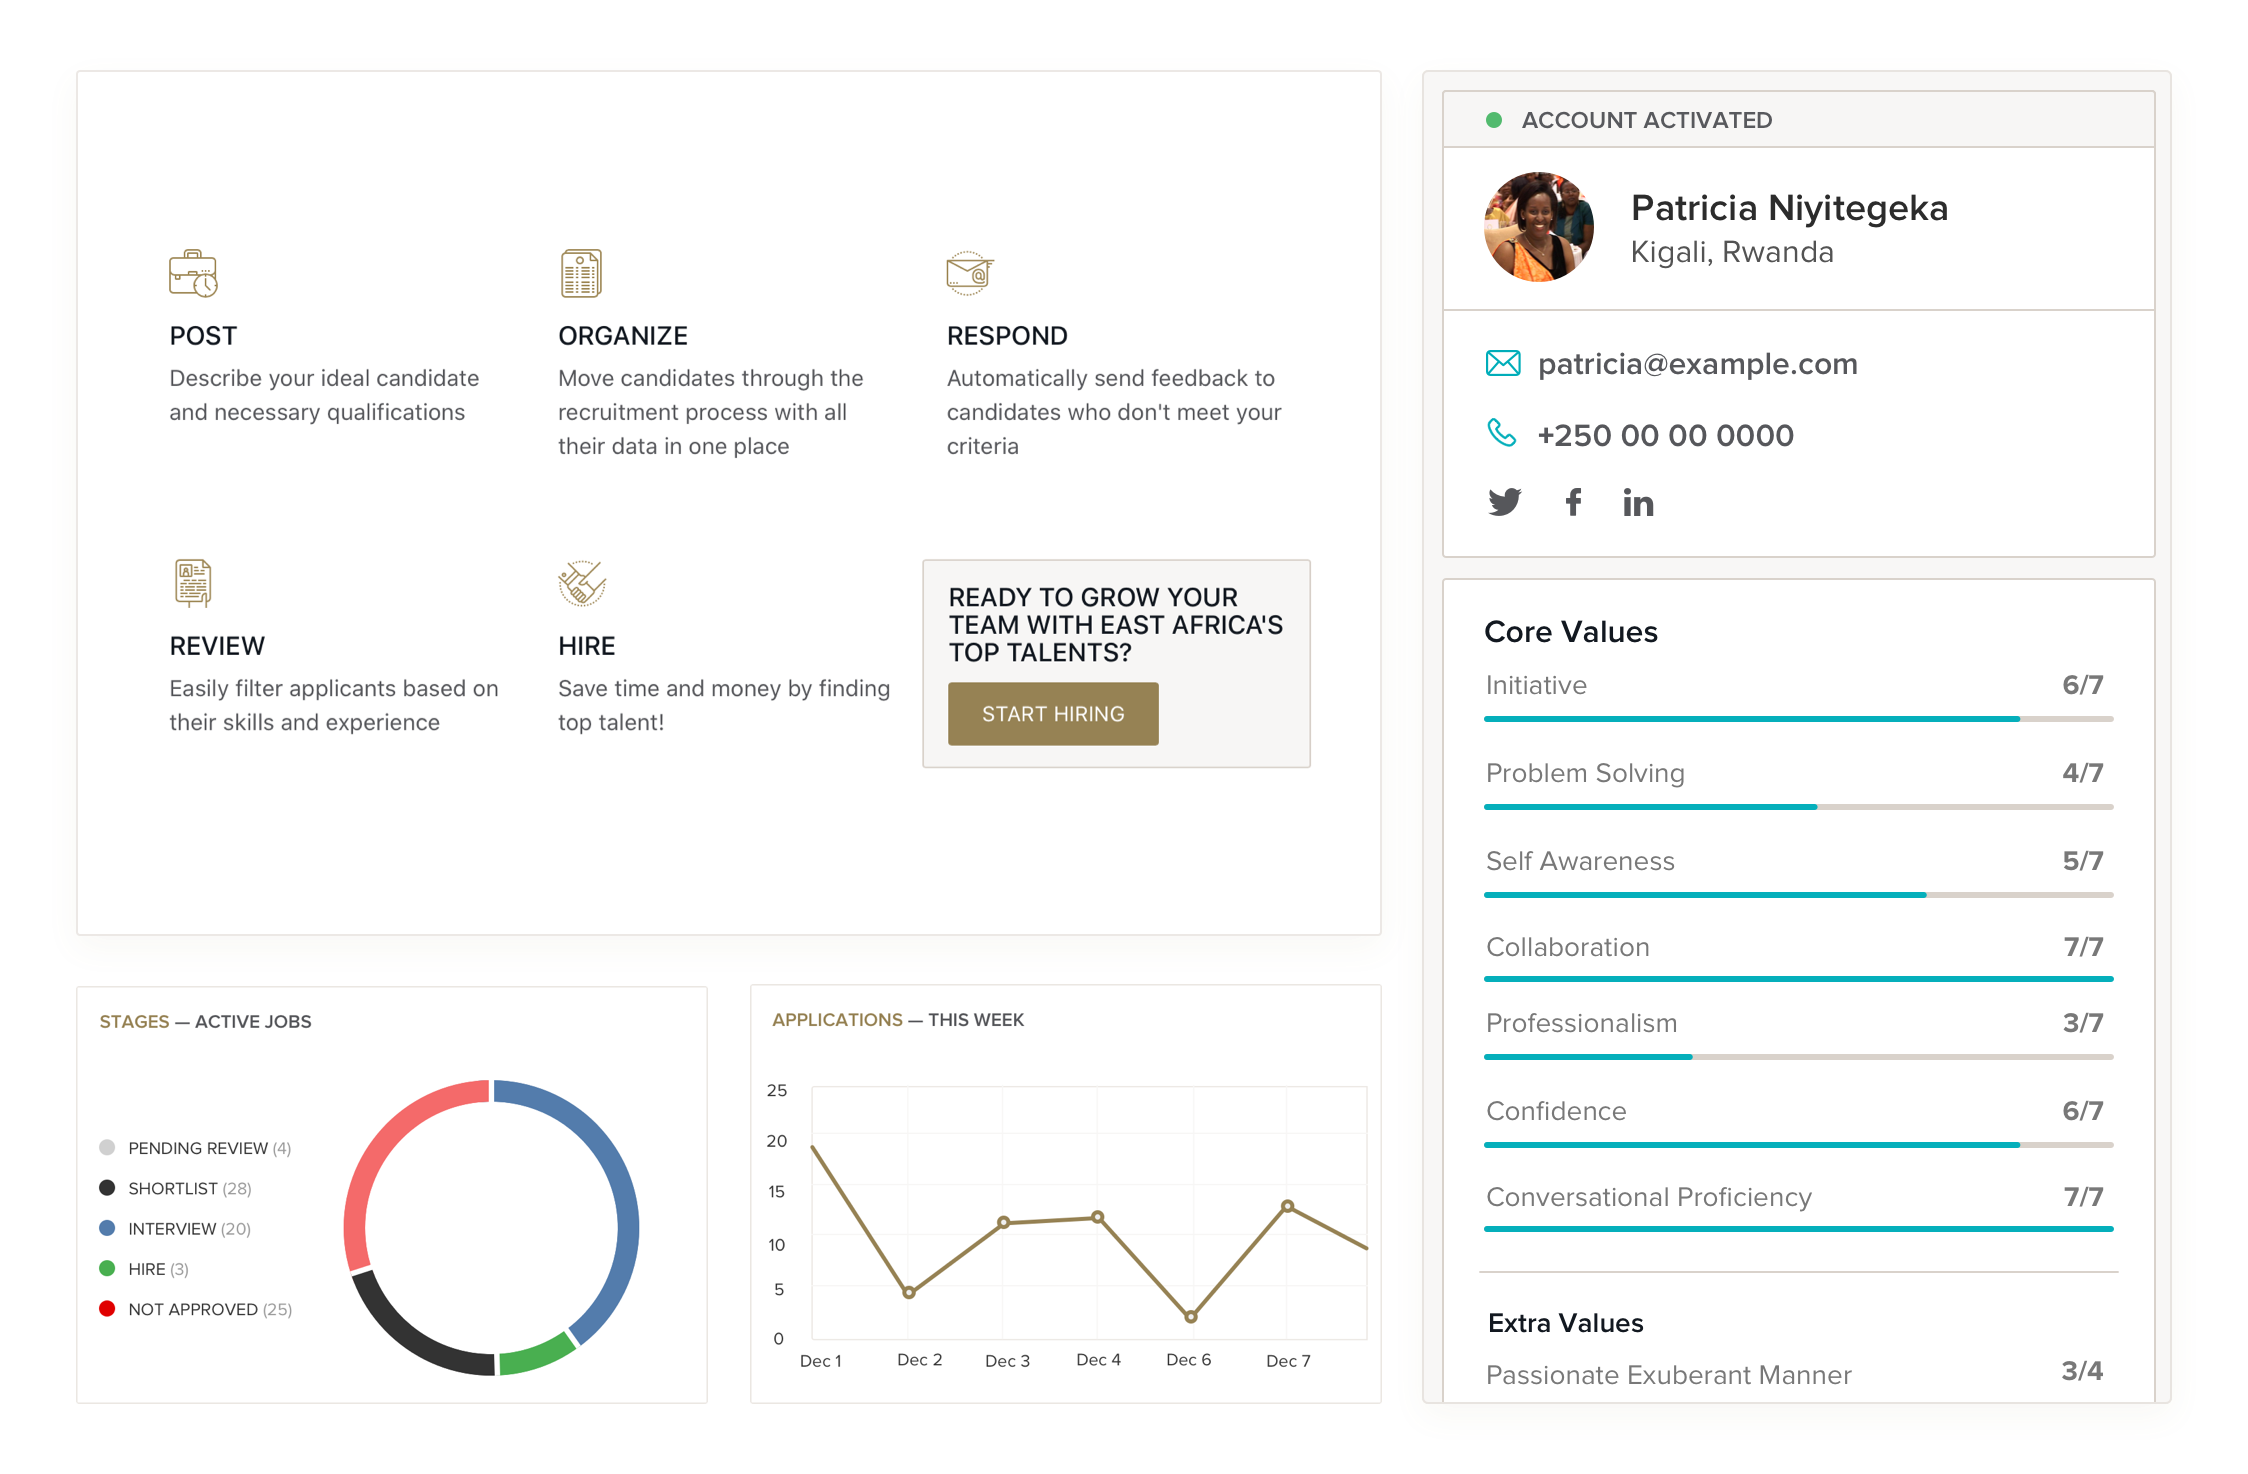 POST
Describe your ideal candidate
and necessary qualifications
ORGANIZE
Move candidates through the
recruitment process with all
their data in one place
RESPOND
Automatically send feedback to
candidates who don't meet your
criteria
REVIEW
Easily filter applicants based on
their skills and experience
HIRE
Save time and money by finding
top talent!
READY TO GROW YOUR
TEAM WITH EAST AFRICA'S
TOP TALENTS?
START HIRING
STAGES — ACTIVE JOBS
PENDING REVIEW (4)
SHORTLIST (28)
INTERVIEW (20)
HIRE (3)
NOT APPROVED (25)
APPLICATIONS — THIS WEEK
25
20
15
10
5
0
Dec 1 Dec 2 Dec 3 Dec 4 Dec 6 Dec 7
ACCOUNT ACTIVATED
Patricia Niyitegeka
Kigali, Rwanda
patricia@example.com
+250 00 00 0000
Core Values
Initiative 6/7
Problem Solving 4/7
Self Awareness 5/7
Collaboration 7/7
Professionalism 3/7
Confidence 6/7
Conversational Proficiency 7/7
Extra Values
Passionate Exuberant Manner 3/4